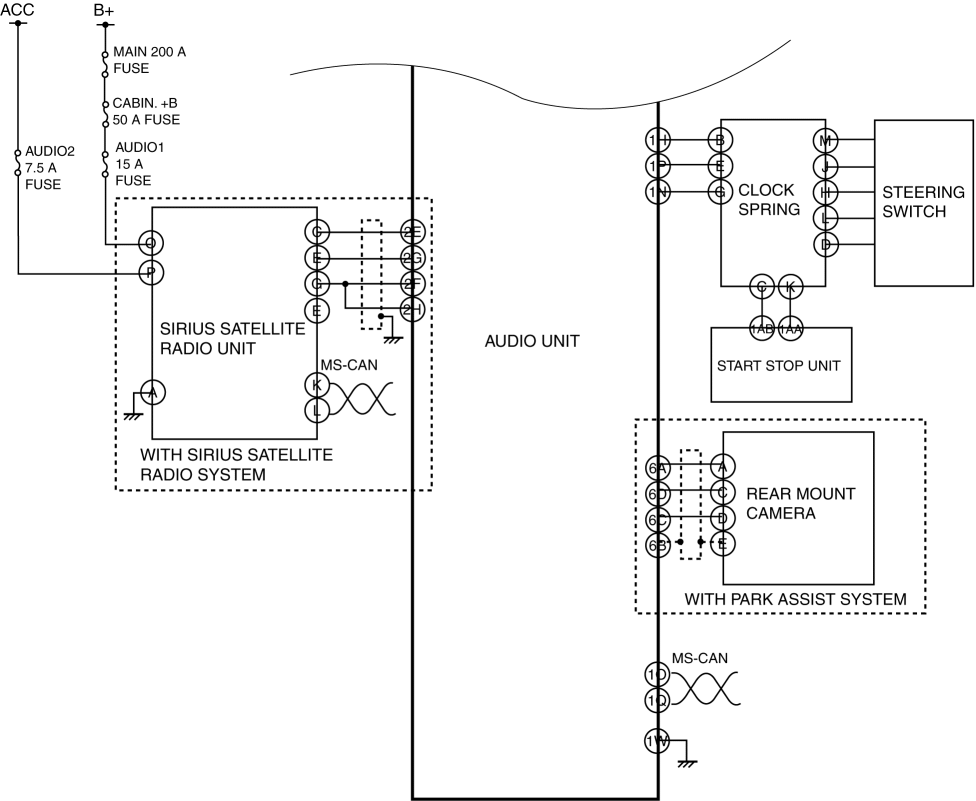 ACC
B+
MAIN 200 A
FUSE
CABIN. +B
50 A FUSE
AUDIO2
7.5 A
FUSE
AUDIO1
15 A
FUSE
O
P
A
C
E
G
E
K
L
2E
2G
2F
2H
SIRIUS SATELLITE
RADIO UNIT
MS-CAN
WITH SIRIUS SATELLITE
RADIO SYSTEM
AUDIO UNIT
1P
1N
B
E
G
CLOCK
SPRING
M
J
H
L
D
STEERING
SWITCH
C
K
1AB
1AA
START STOP UNIT
6A
6D
6C
6B
A
C
D
E
REAR MOUNT
CAMERA
WITH PARK ASSIST SYSTEM
MS-CAN
1Q
1W